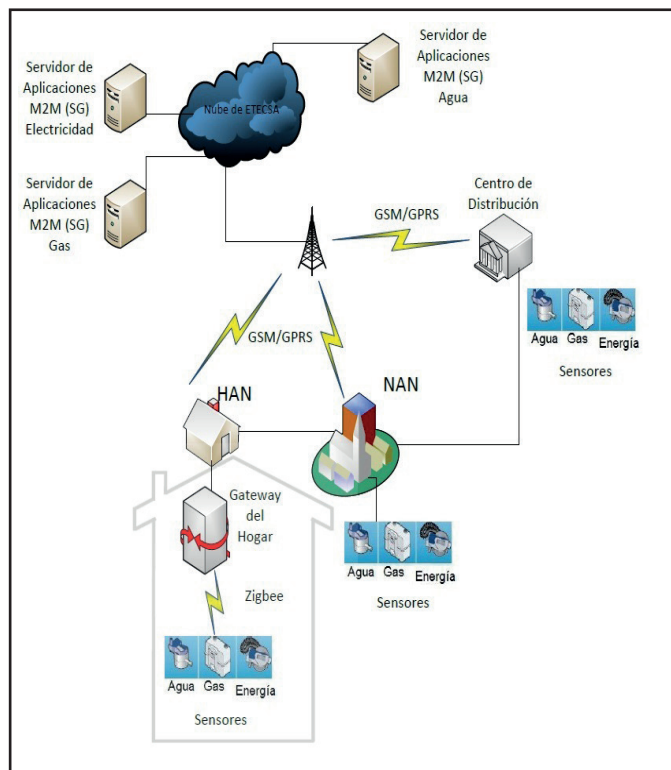 Servidor de
Aplicaciones
M2M (SG)
Electricidad
Nube de ETECSA
Servidor de
Aplicaciones
M2M (SG)
Agua
Servidor de
Aplicaciones
M2M (SG)
Gas
Centro de
Distribución
GSM/GPRS
Agua Gas Energía
Sensores
GSM/GPRS
HAN
NAN
Gateway
del
Hogar
Agua Gas Energía
Sensores
Zigbee
Agua Gas Energía
Sensores